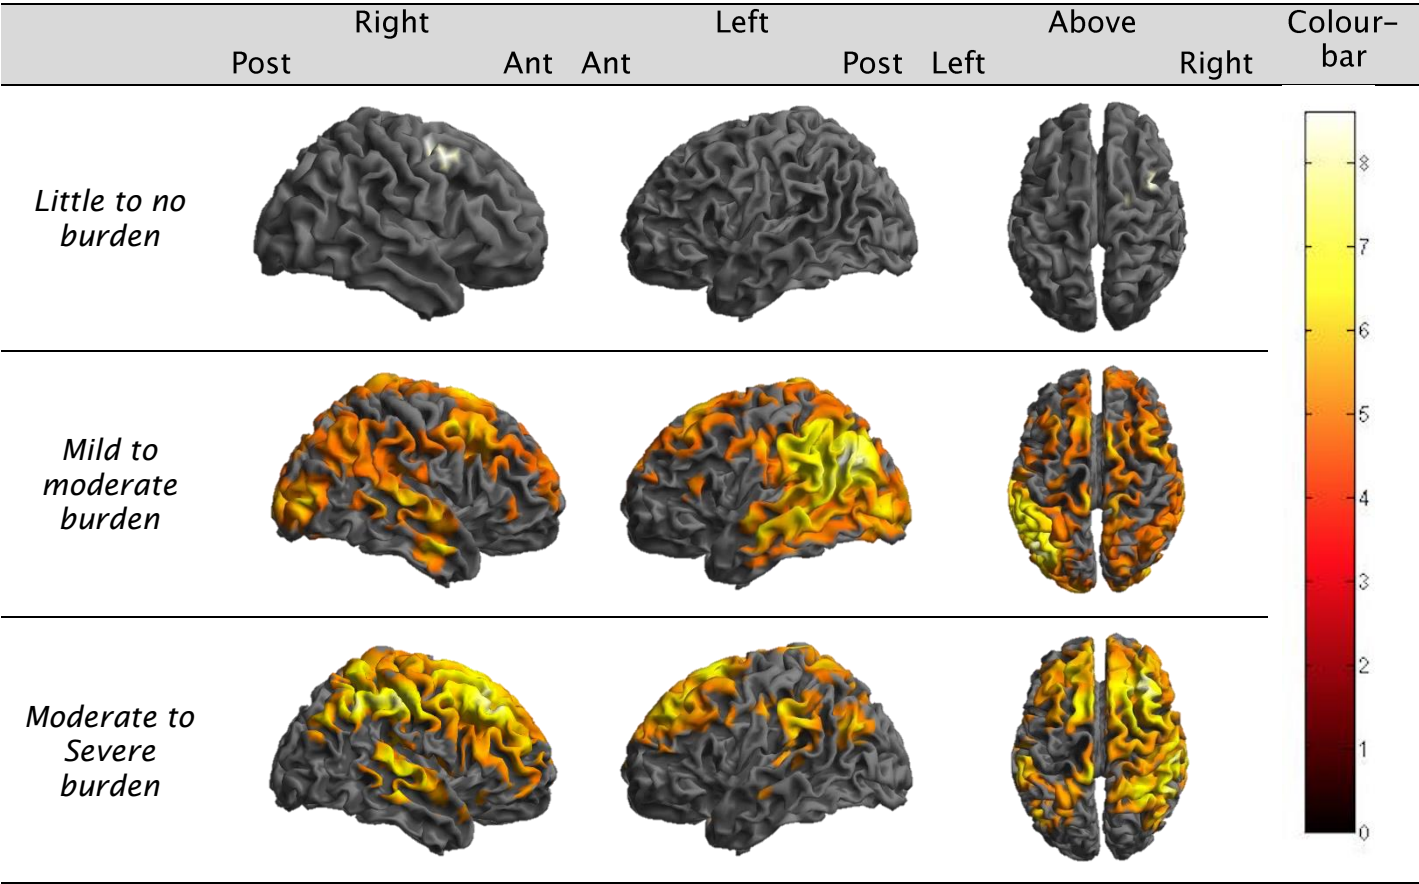 Right Left Above Colour-
Post Ant Ant Post Left Right bar
Little to no
burden
Mild to
moderate
burden
Moderate to
Severe
burden
8
7
6
5
4
3
2
1
0